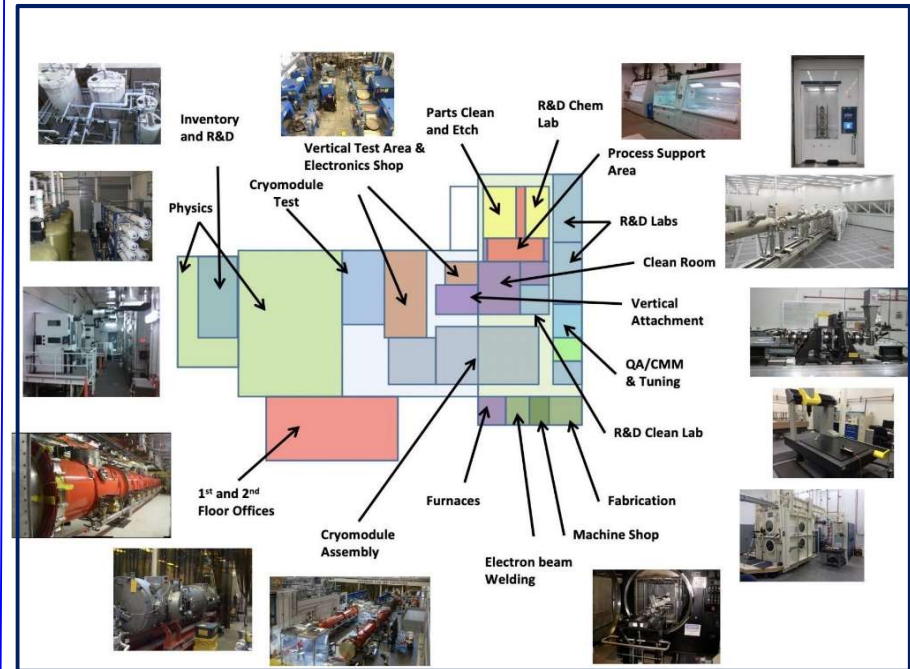 Inventory
and R&D
Physics
Cryomodule
Test
Vertical Test Area &
Electronics Shop
Parts Clean
and Etch
R&D Chem
Lab
Process Support
Area
R&D Labs
Clean Room
Vertical
Attachment
QA/CMM
& Tuning
R&D Clean Lab
Fabrication
Machine Shop
Electron beam
Welding
Furnaces
Cryomodule
Assembly
1st and 2nd
Floor Offices